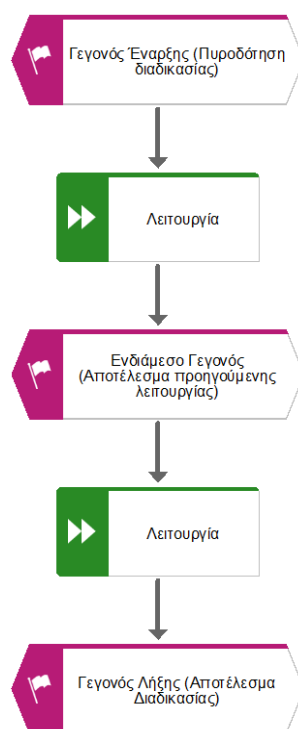 Γεγονός Έναρξης (Πυροδότηση
διαδικασίας)
Λειτουργία
Ενδιάμεσο Γεγονός
(Αποτέλεσμα προηγούμενης
λειτουργίας)
Λειτουργία
Γεγονός Λήξης (Αποτέλεσμα
Διαδικασίας)